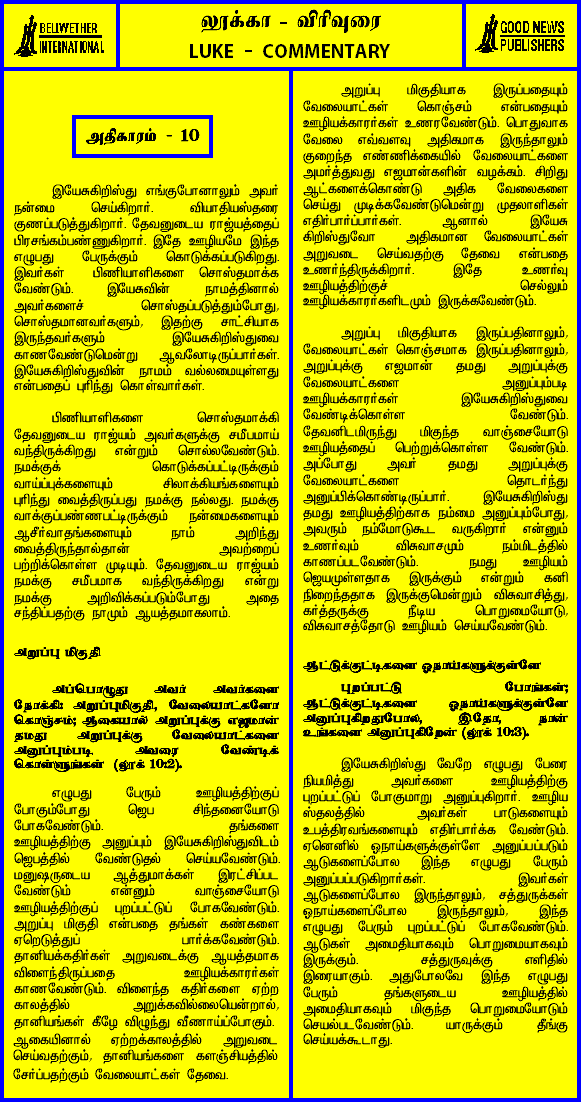 BELWETHER
INTERNATIONAL
லூக்கா - விரிவுரை
LUKE - COMMENTARY
GOOD NEWS
PUBLISHERS
அதிகாரம் - 10
இயேசுகிறிஸ்து எங்குபோனாலும் அவர்
நன்மை செய்கிறார். வியாதியஸ்தரை
குணப்படுத்துகிறார். தேவனுடைய ராஜ்யத்தைப்
பிரசங்கம்பண்ணுகிறார். இதே ஊழியமே இந்த
எழுபது பேருக்கும் கொடுக்கப்படுகிறது.
இவர்கள் பிணியாளிகளை சொஸ்தமாக்க
வேண்டும். இயேசுவின் நாமத்தினால்
அவர்களைச் சொஸ்தப்படுத்தும்போது,
சொஸ்தமானவர்களும், இதற்கு சாட்சியாக
இருந்தவர்களும் இயேசுகிறிஸ்துவை
காணவேண்டுமென்று ஆவலோடிருப்பார்கள்.
இயேசுகிறிஸ்துவின் நாமம் வல்லமையுள்ளது
என்பதைப் புரிந்து கொள்வார்கள்.
பிணியாளிகளை சொஸ்தமாக்கி
தேவனுடைய ராஜ்யம் அவர்களுக்கு சமீபமாய்
வந்திருக்கிறது என்றும் சொல்லவேண்டும்.
நமக்குக் கொடுக்கப்பட்டிருக்கும்
வாய்ப்புக்களையும் சிலாக்கியங்களையும்
புரிந்து வைத்திருப்பது நமக்கு நல்லது. நமக்கு
வாக்குப்பண்ணபட்டிருக்கும் நன்மைகளையும்
ஆசீர்வாதங்களையும் நாம் அறிந்து
வைத்திருந்தால்தான் அவற்றைப்
பற்றிக்கொள்ள முடியும். தேவனுடைய ராஜ்யம்
நமக்கு சமீபமாக வந்திருக்கிறது என்று
நமக்கு அறிவிக்கப்படும்போது அதை
சந்திப்பதற்கு நாமும் ஆயத்தமாகலாம்.
அறுப்பு மிகுதி
அப்பொழுது அவர் அவர்களை
நோக்கி: அறுப்புமிகுதி, வேலையாட்களோ
கொஞ்சம்; ஆகையால் அறுப்புக்கு எஜமான்
தமது அறுப்புக்கு வேலையாட்களை
அனுப்பும்படி அவரை வேண்டிக்
கொள்ளுங்கள் (லூக் 10:2).
எழுபது பேரும் ஊழியத்திற்குப்
போகும்போது ஜெப சிந்தனையோடு
போகவேண்டும். தங்களை
ஊழியத்திற்கு அனுப்பும் இயேசுகிறிஸ்துவிடம்
ஜெபத்தில் வேண்டுதல் செய்யவேண்டும்.
மனுஷருடைய ஆத்துமாக்கள் இரட்சிப்பட
வேண்டும் என்னும் வாஞ்சையோடு
ஊழியத்திற்குப் புறப்பட்டுப் போகவேண்டும்.
அறுப்பு மிகுதி என்பதை தங்கள் கண்களை
ஏறெடுத்துப் பார்க்கவேண்டும்.
தானியக்கதிர்கள் அறுவடைக்கு ஆயத்தமாக
விளைந்திருப்பதை ஊழியக்காரர்கள்
காணவேண்டும். விளைந்த கதிர்களை ஏற்ற
காலத்தில் அறுக்கவில்லையென்றால்,
தானியங்கள் கீழே விழுந்து வீணாய்ப்போகும்.
ஆகையினால் ஏற்றக்காலத்தில் அறுவடை
செய்வதற்கும், தானியங்களை களஞ்சியத்தில்
சேர்ப்பதற்கும் வேலையாட்கள் தேவை.
அறுப்பு மிகுதியாக இருப்பதையும்
வேலையாட்கள் கொஞ்சம் என்பதையும்
ஊழியக்காரர்கள் உணரவேண்டும். பொதுவாக
வேலை எவ்வளவு அதிகமாக இருந்தாலும்
குறைந்த எண்ணிக்கையில் வேலையாட்களை
அமர்த்துவது எஜமான்களின் வழக்கம். சிறிது
ஆட்களைக்கொண்டு அதிக வேலைகளை
செய்து முடிக்கவேண்டுமென்று முதலாளிகள்
எதிர்பார்ப்பார்கள். ஆனால் இயேசு
கிறிஸ்துவோ அதிகமான வேலையாட்கள்
அறுவடை செய்வதற்கு தேவை என்பதை
உணர்ந்திருக்கிறார். இதே உணர்வு
ஊழியத்திற்குச் செல்லும்
ஊழியக்காரர்களிடமும் இருக்கவேண்டும்.
அறுப்பு மிகுதியாக இருப்பதினாலும்,
வேலையாட்கள் கொஞ்சமாக இருப்பதினாலும்,
அறுப்புக்கு எஜமான் தமது அறுப்புக்கு
வேலையாட்களை அனுப்பும்படி
ஊழியக்காரர்கள் இயேசுகிறிஸ்துவை
வேண்டிக்கொள்ள வேண்டும்.
தேவனிடமிருந்து மிகுந்த வாஞ்சையோடு
ஊழியத்தைப் பெற்றுக்கொள்ள வேண்டும்.
அப்போது அவர் தமது அறுப்புக்கு
வேலையாட்களை தொடர்ந்து
அனுப்பிக்கொண்டிருப்பார். இயேசுகிறிஸ்து
தமது ஊழியத்திற்காக நம்மை அனுப்பும்போது,
அவரும் நம்மோடுகூட வருகிறார் என்னும்
உணர்வும் விசுவாசமும் நம்மிடத்தில்
காணப்படவேண்டும். நமது ஊழியம்
ஜெயமுள்ளதாக இருக்கும் என்றும் கனி
நிறைந்ததாக இருக்குமென்றும் விசுவாசித்து,
கர்த்தருக்கு நீடிய பொறுமையோடு,
விசுவாசத்தோடு ஊழியம் செய்யவேண்டும்.
ஆட்டுக்குட்டிகளை ஓநாய்களுக்குள்ளே
புறப்பட்டு போங்கள்;
ஆட்டுக்குட்டிகளை ஓநாய்களுக்குள்ளே
அனுப்புகிறதுபோல, இதோ, நான்
உங்களை அனுப்புகிறேன் (லூக் 10:3).
இயேசுகிறிஸ்து வேறே எழுபது பேரை
நியமித்து அவர்களை ஊழியத்திற்கு
புறப்பட்டுப் போகுமாறு அனுப்புகிறார். ஊழிய
ஸ்தலத்தில் அவர்கள் பாடுகளையும்
உபத்திரவங்களையும் எதிர்பார்க்க வேண்டும்.
ஏனெனில் ஓநாய்களுக்குள்ளே அனுப்பப்படும்
ஆடுகளைப்போல இந்த எழுபது பேரும்
அனுப்பப்படுகிறார்கள். இவர்கள்
ஆடுகளைப்போல இருந்தாலும், சத்துருக்கள்
ஓநாய்களைப்போல இருந்தாலும், இந்த
எழுபது பேரும் புறப்பட்டுப் போகவேண்டும்.
ஆடுகள் அமைதியாகவும் பொறுமையாகவும்
இருக்கும். சத்துருவுக்கு எளிதில்
இரையாகும். அதுபோலவே இந்த எழுபது
பேரும் தங்களுடைய ஊழியத்தில்
அமைதியாகவும் மிகுந்த பொறுமையோடும்
செயல்படவேண்டும். யாருக்கும் தீங்கு
செய்யக்கூடாது.